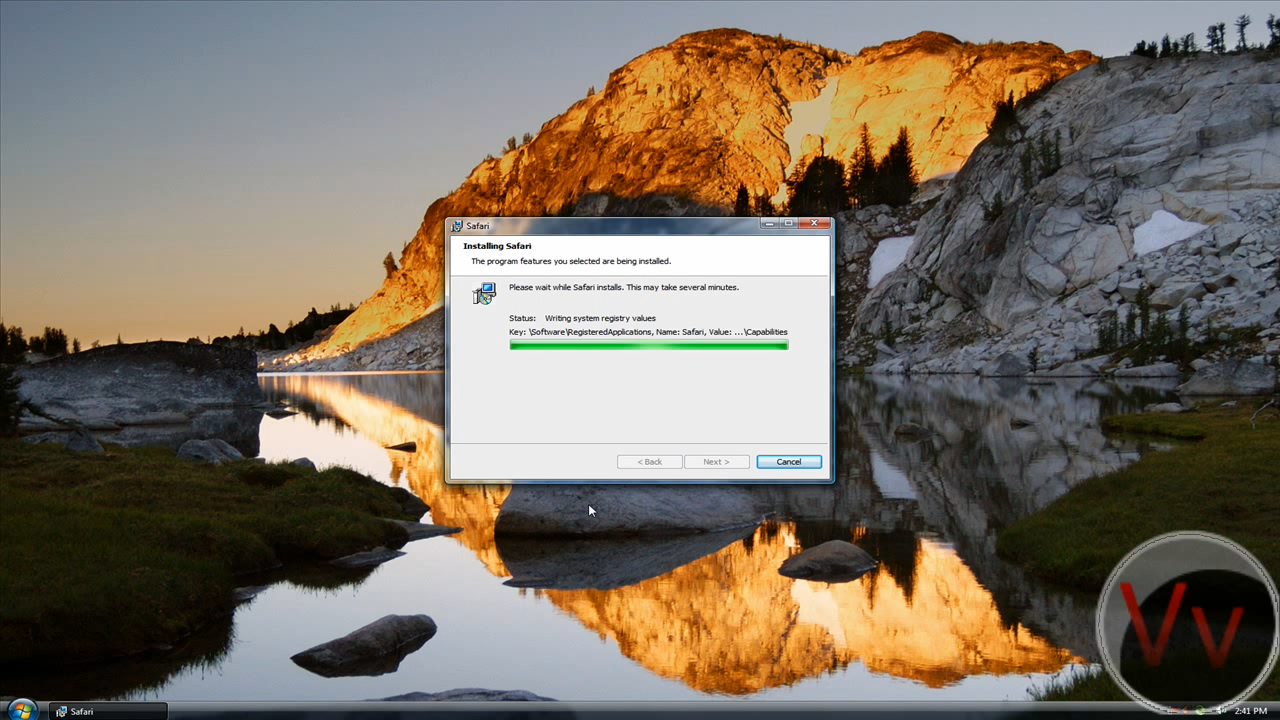 Safari
Installing Safari
The program features you selected are being installed.
Please wait while Safari installs. This may take several minutes.
Status: Writing system registry values
Key: \Software\RegisteredApplications, Name: Safari, Value: ...\Capabilities
< Back Next > Cancel
Vv
Safari
2:41 PM